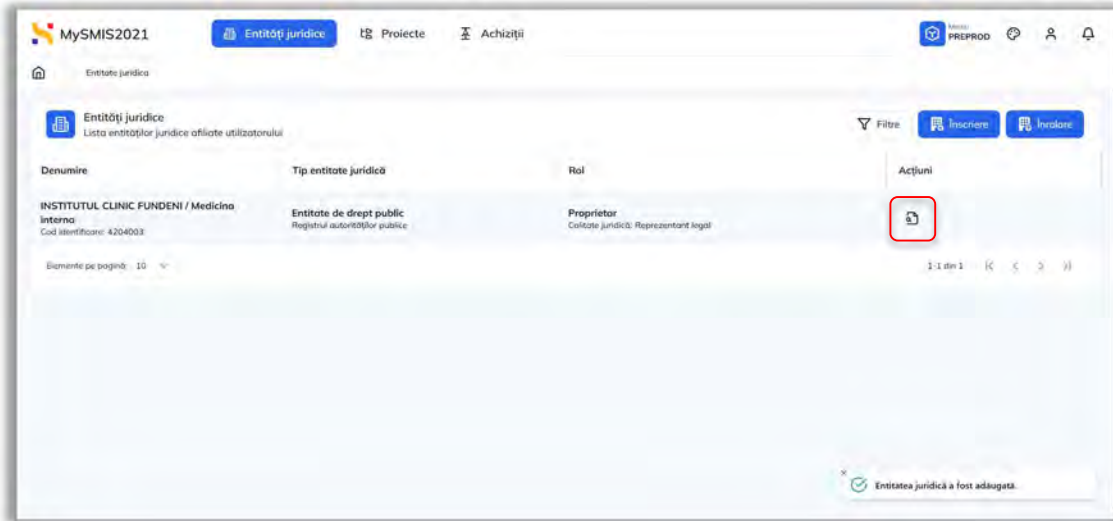 MySMIS2021
Entități juridice
Proiecte
Achiziții
Mediu
PREPROD
Entitate juridica
Entități juridice
Lista entităților juridice afiliate utilizatorului
Filtre
Înscriere
Înrolare
Denumire
Tip entitate juridică
Rol
Acțiuni
INSTITUTUL CLINIC FUNDENI / Medicina
interna
Cod identificare: 4204003
Entitate de drept public
Registrul autorităților publice
Proprietar
Calitate juridică: Reprezentant legal
Elemente pe pagină: 10
1-1 din 1
Entitatea juridică a fost adăugată.